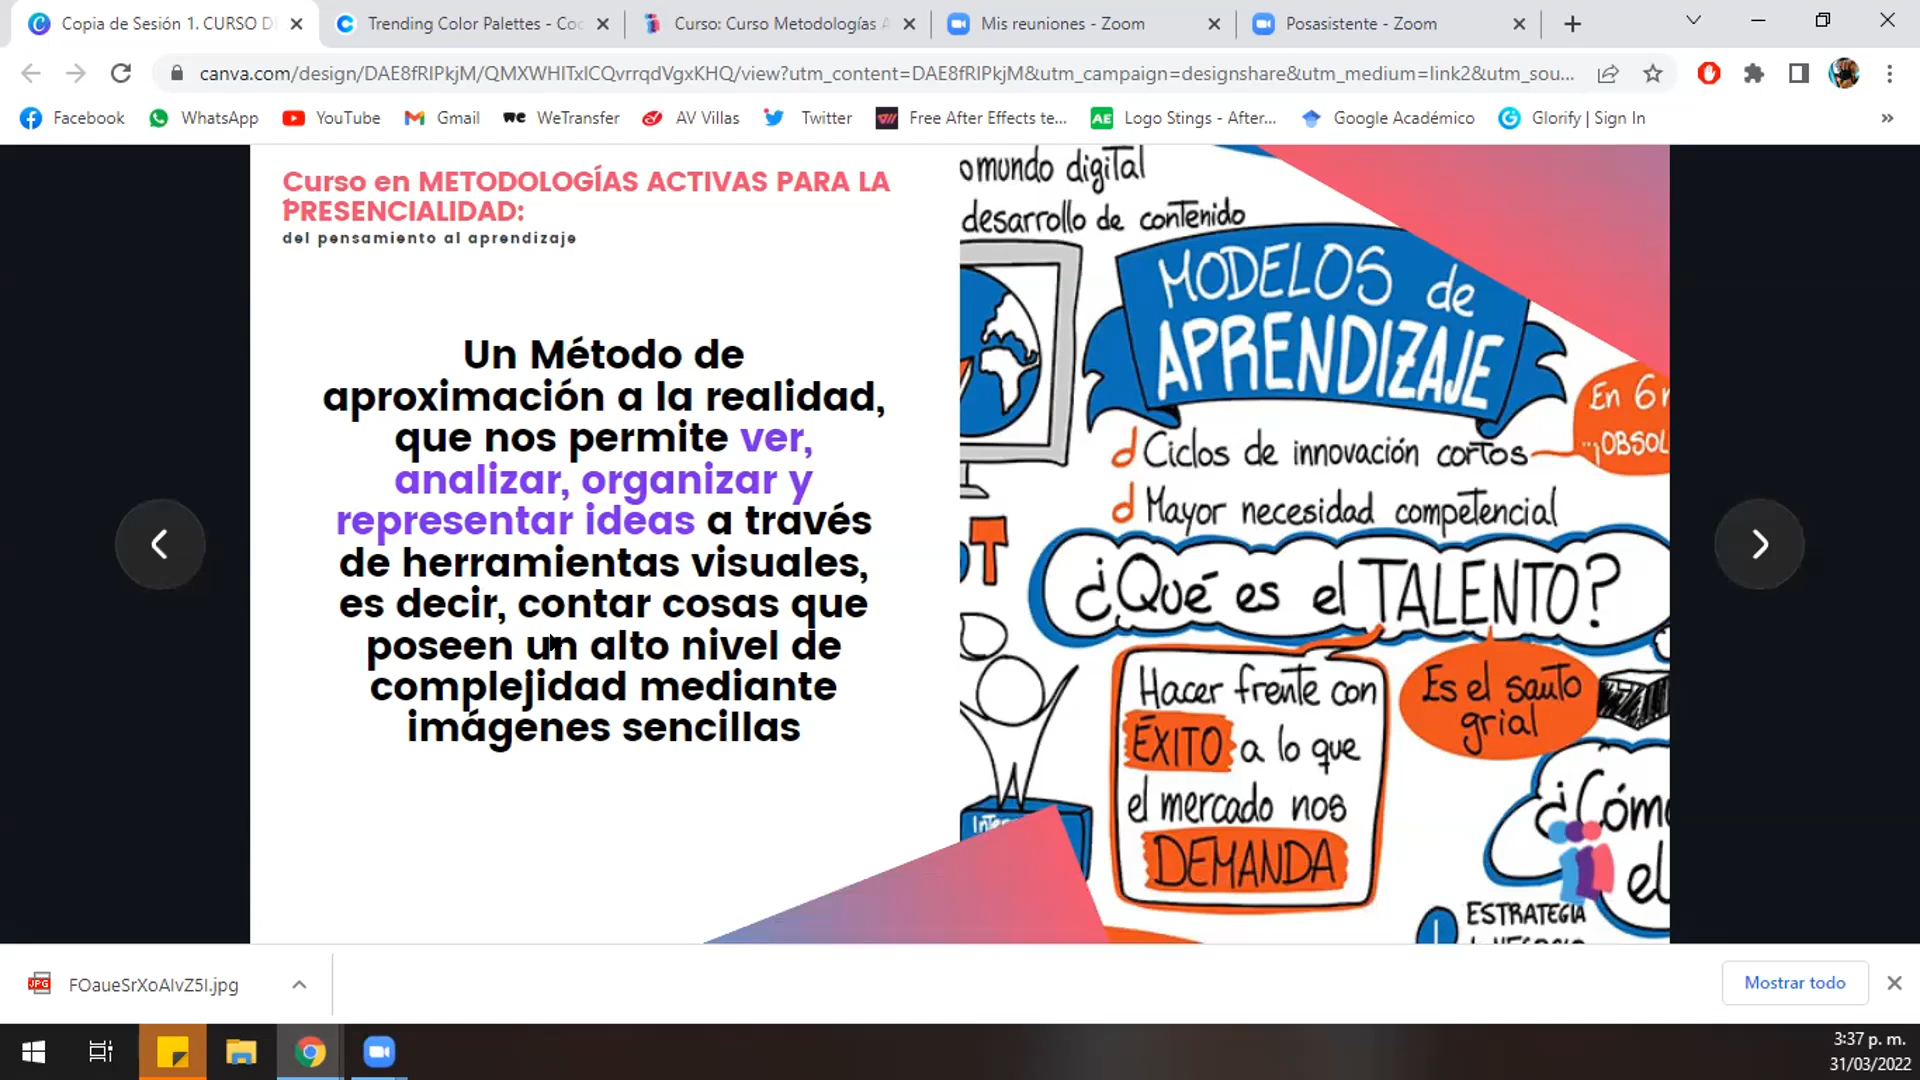 Copia de Sesión 1. CURSO D
Trending Color Palettes - Coo
Curso: Curso Metodologías A
Mis reuniones - Zoom
Posasistente - Zoom
canva.com/design/DAE8fRIPkjM/QMXWHITxICQvrrqdVgxKHQ/view?utm_content=DAE8fRIPkjM&utm_campaign=designshare&utm_medium=link2&utm_sou...
Facebook
WhatsApp
YouTube
Gmail
WeTransfer
AV Villas
Twitter
Free After Effects te...
AE
Logo Stings - After...
Google Académico
Glorify | Sign In
Curso en METODOLOGÍAS ACTIVAS PARA LA
PRESENCIALIDAD:
del pensamiento al aprendizaje
Un Método de
aproximación a la realidad,
que nos permite ver,
analizar, organizar y
representar ideas a través
de herramientas visuales,
es decir, contar cosas que
poseen un alto nivel de
complejidad mediante
imágenes sencillas
o mundo digital
desarrollo de contenido
MODELOS de
APRENDIZAJE
Ciclos de innovación cortos
Mayor necesidad competencial
En 6
¡OBSOL
T
¿Qué es el TALENTO?
Hacer frente con
ÉXITO a lo que
el mercado nos
DEMANDA
Es el santo
grial
Inter
¿Cóm
el
ESTRATEGIA
JPG
FOaueSrXoAIvZ5I.jpg
Mostrar todo
3:37 p. m.
31/03/2022